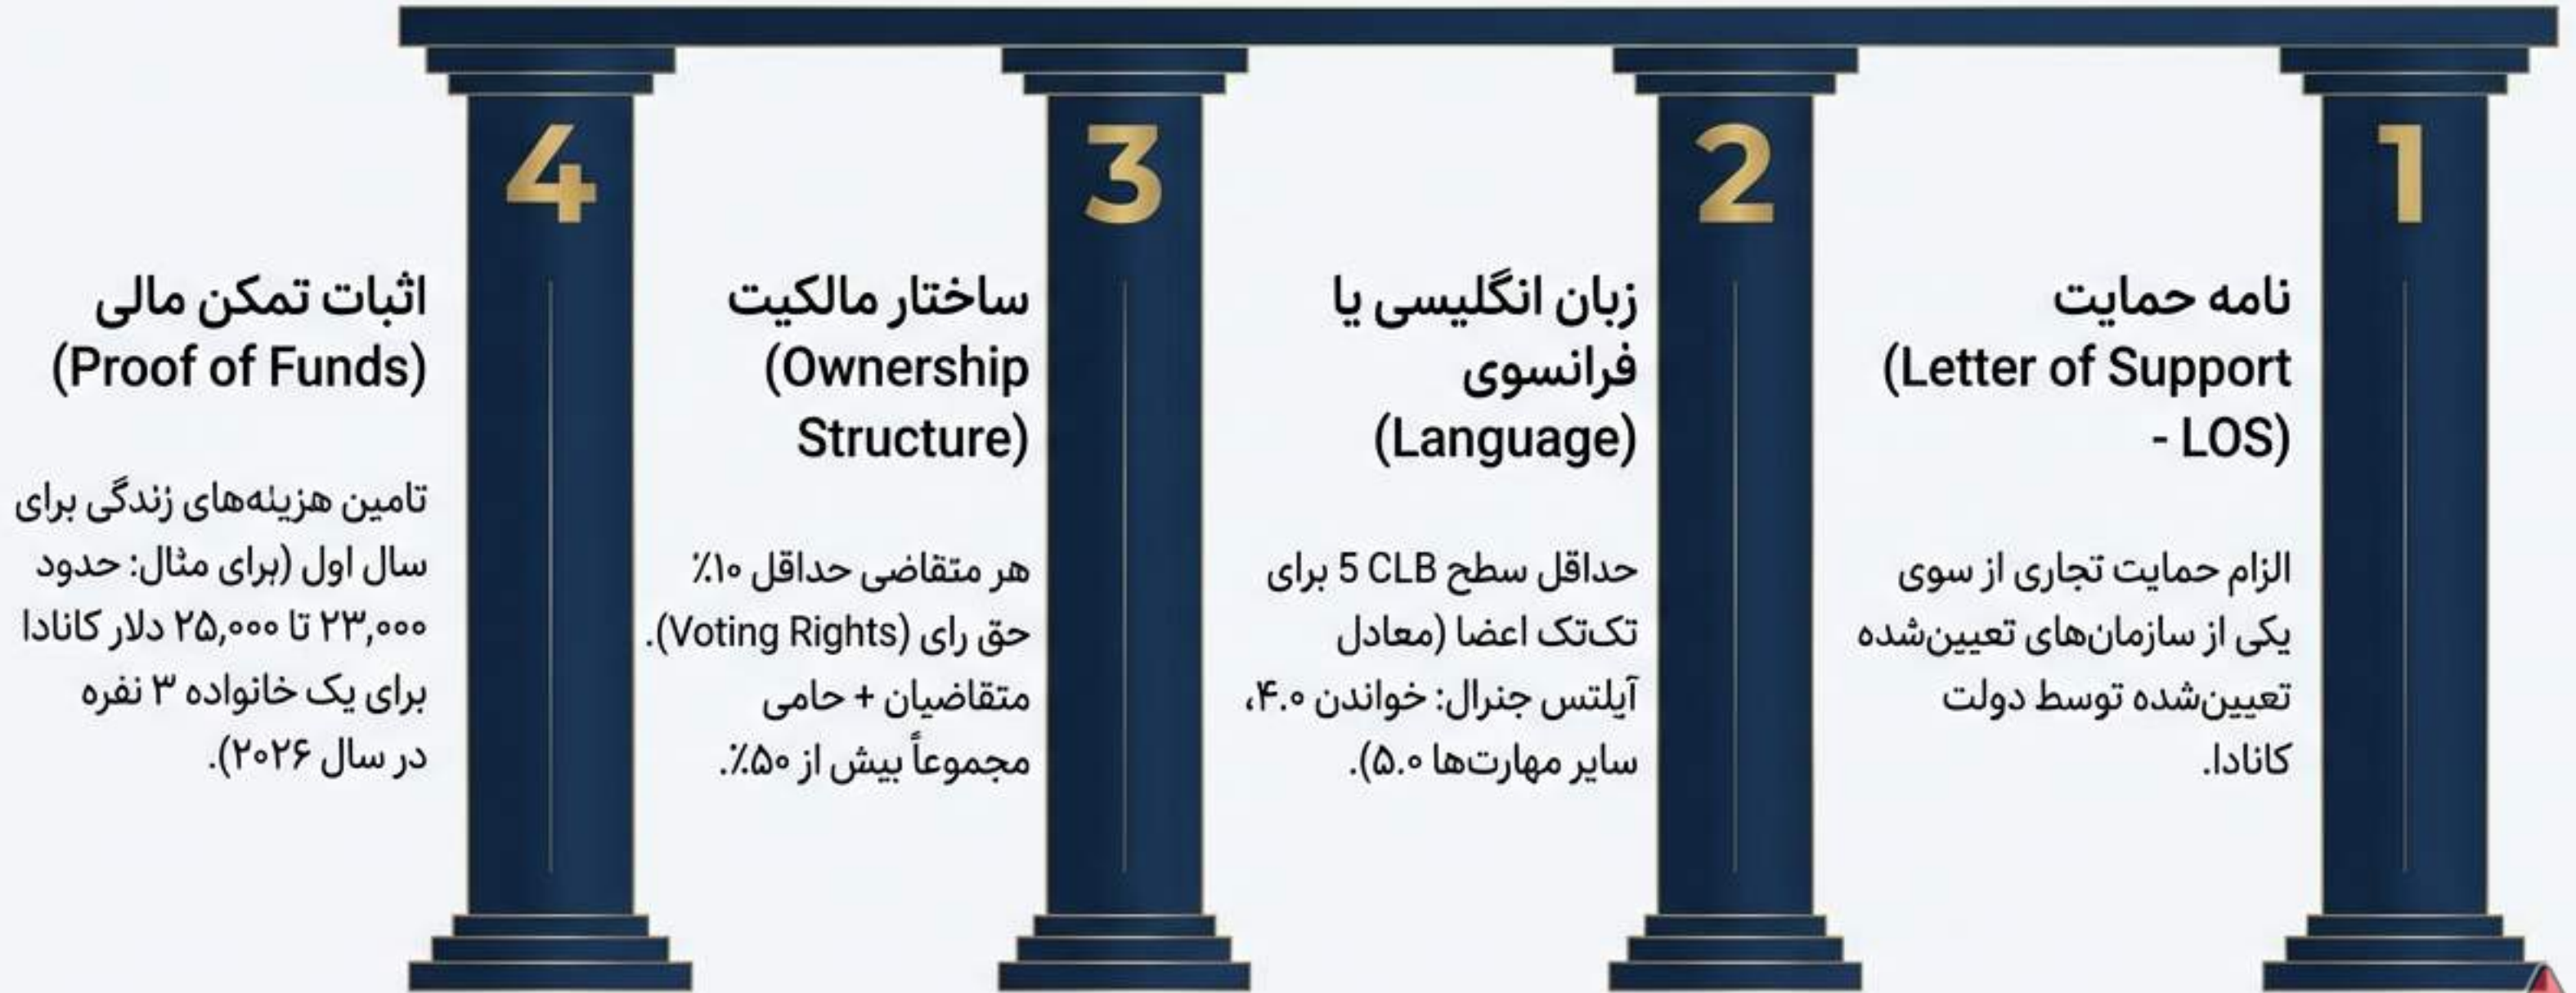 1
نامه حمایت
(Letter of Support
- LOS)
الزام حمایت تجاری از سوی
یکی از سازمان‌های تعیین‌شده
تعیین‌شده توسط دولت
کانادا.
2
زبان انگلیسی یا
فرانسوی
(Language)
حداقل سطح CLB 5 برای
تک‌تک اعضا (معادل
آیلتس جنرال: خواندن ۴.۰،
سایر مهارت‌ها ۵.۰).
3
ساختار مالکیت
(Ownership
Structure)
هر متقاضی حداقل ۱۰٪
حق رای (Voting Rights).
متقاضیان + حامی
مجموعاً بیش از ۵۰٪.
4
اثبات تمکن مالی
(Proof of Funds)
تامین هزینه‌های زندگی برای
سال اول (برای مثال: حدود
۲۳,۰۰۰ تا ۲۵,۰۰۰ دلار کانادا
برای یک خانواده ۳ نفره
در سال ۲۰۲۶).